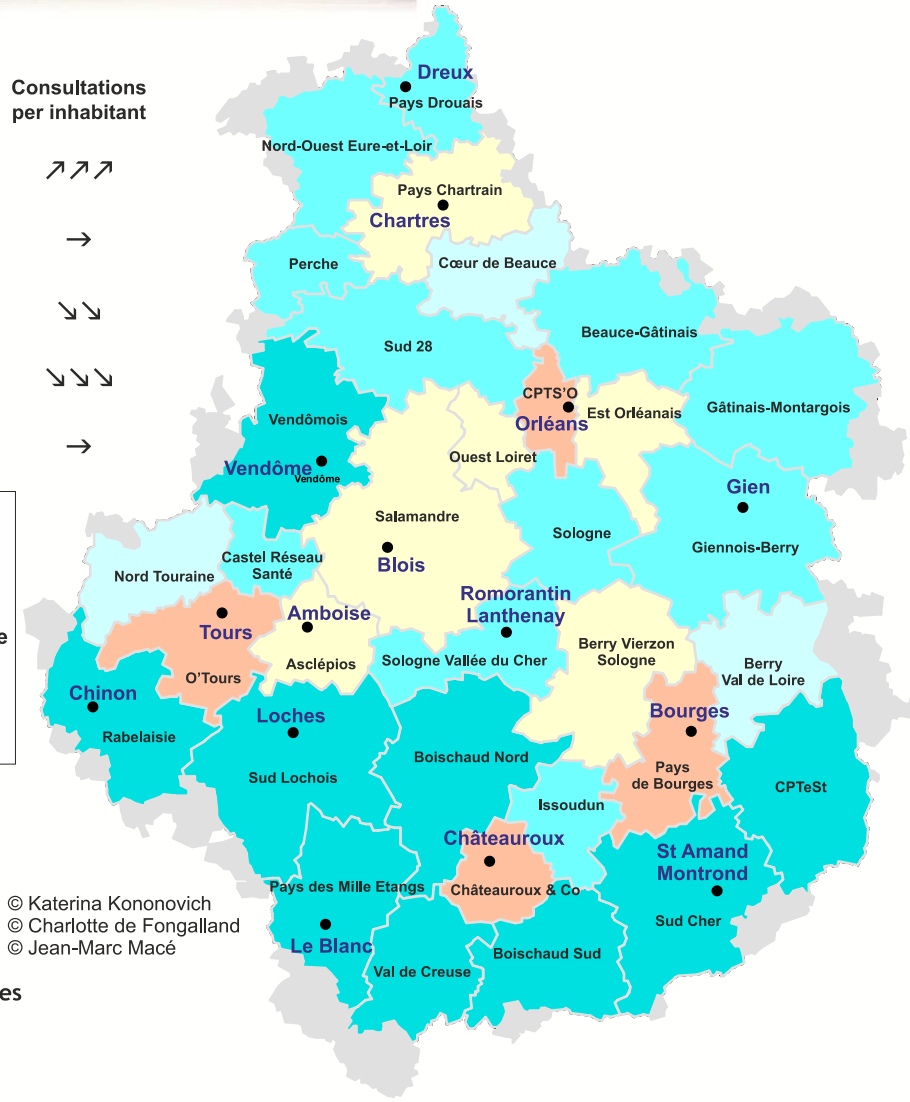 Consultations
per inhabitant
↗↗↗
→
↘↘
↘↘↘
→
Dreux
Pays Drouais
Nord-Ouest Eure-et-Loir
Pays Chartrain
Chartres
Cœur de Beauce
Perche
Sud 28
Beauce-Gâtinais
CPTS'O
Orléans
Est Orléanais
Gâtinais-Montargois
Vendômois
Vendôme
Vendôme
Ouest Loiret
Gien
Salamandre
Blois
Sologne
Giennois-Berry
Castel Réseau
Santé
Nord Touraine
Romorantin
Lanthenay
Amboise
Tours
Asclépios
Sologne Vallée du Cher
Berry Vierzon
Sologne
Berry
Val de Loire
O'Tours
Chinon
Rabelaisie
Loches
Sud Lochois
Boischaud Nord
Bourges
Pays
de Bourges
CPTeSt
Issoudun
Châteauroux
Châteauroux & Co
St Amand
Montrond
Sud Cher
Pays des Mille Etangs
Le Blanc
Val de Creuse
Boischaud Sud
e
© Katerina Kononovich
© Charlotte de Fongalland
© Jean-Marc Macé
es